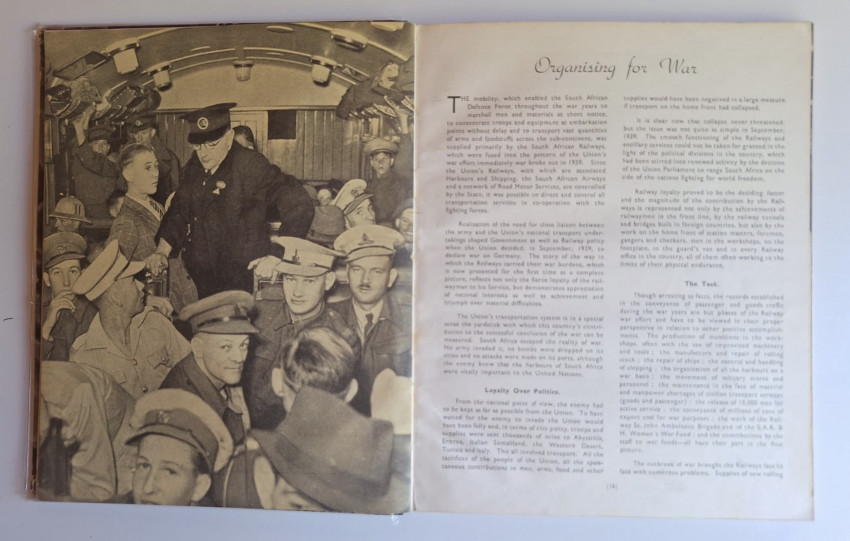 Organising for War
THE mobility, which enabled the South African
Defence Force, throughout the war years to
marshall men and materials at short notice,
to concentrate troops and equipment at embarkation
points without delay and to transport vast quantities
of arms and foodstuffs across the sub-continent, was
supplied primarily by the South African Railways,
which were fused into the pattern of the Union's
war effort immediately war broke out in 1939. Since
the Union's Railways, with which are associated
Harbours and Shipping, the South African Airways
and a network of Road Motor Services, are controlled
by the State, it was possible to direct and control all
transportation services in co-operation with the
fighting forces.
Realisation of the need for close liaison between
the army and the Union's national transport under-
takings shaped Government as well as Railway policy
when the Union decided, in September, 1939, to
declare war on Germany. The story of the way in
which the Railways carried their war burdens, which
is now presented for the first time as a complete
picture, reflects not only the fierce loyalty of the rail-
wayman to his Service, but demonstrates appreciation
of national interests as well as achievement and
triumph over material difficulties.
The Union's transportation system is in a special
sense the yardstick with which this country's contri-
bution to the successful conclusion of the war can be
measured. South Africa escaped the reality of war.
No army invaded it, no bombs were dropped on its
cities and no attacks were made on its ports, although
the enemy knew that the harbours of South Africa
were vitally important to the United Nations.
Loyalty Over Politics.
From the national point of view, the enemy had
to be kept as far as possible from the Union. To have
waited for the enemy to invade the Union would
have been folly and, in terms of this policy, troops and
supplies were sent thousands of miles to Abyssinia,
Eritrea, Italian Somaliland, the Western Desert,
Tunisia and Italy. This all involved transport. All the
sacrifices of the people of the Union, all the spon-
taneous contributions in men, arms, food and other
supplies would have been negatived in a large measure
if transport on the home front had collapsed.
It is clear now that collapse never threatened,
but the issue was not quite so simple in September,
1939. The smooth functioning of the Railways and
ancillary services could not be taken for granted in the
light of the political divisions in the country, which
had been stirred into renewed activity by the decision
of the Union Parliament to range South Africa on the
side of the nations fighting for world freedom.
Railway loyalty proved to be the deciding factor
and the magnitude of the contribution by the Rail-
ways is represented not only by the achievements of
railwaymen in the front line, by the railway tunnels
and bridges built in foreign countries, but also by the
work on the home front of station masters, foremen,
gangers and checkers, men in the workshops, on the
footplate, in the guard's van and in every Railway
office in the country, all of them often working to the
limits of their physical endurance.
The Task.
Though arresting as facts, the records established
in the conveyance of passenger and goods traffic
during the war years are but phases of the Railway
war effort and have to be viewed in their proper
perspective in relation to other positive accomplish-
ments. The production of munitions in the work-
shops, often with the use of improvised machinery
and tools; the manufacture and repair of rolling
stock; the repair of ships; the control and handling
of shipping; the organisation of all the harbours on a
war basis; the movement of military stores and
personnel; the maintenance in the face of material
and manpower shortages of civilian transport services
(goods and passenger); the release of 15,000 men for
active service; the conveyance of millions of tons of
export coal for war purposes; the work of the Rail-
way St. John Ambulance Brigade and of the S.A.R. &
H. Women's War Fund; and the contributions by the
staff to war funds—all have their part in the final
picture.
The outbreak of war brought the Railways face to
face with numerous problems. Supplies of new rolling